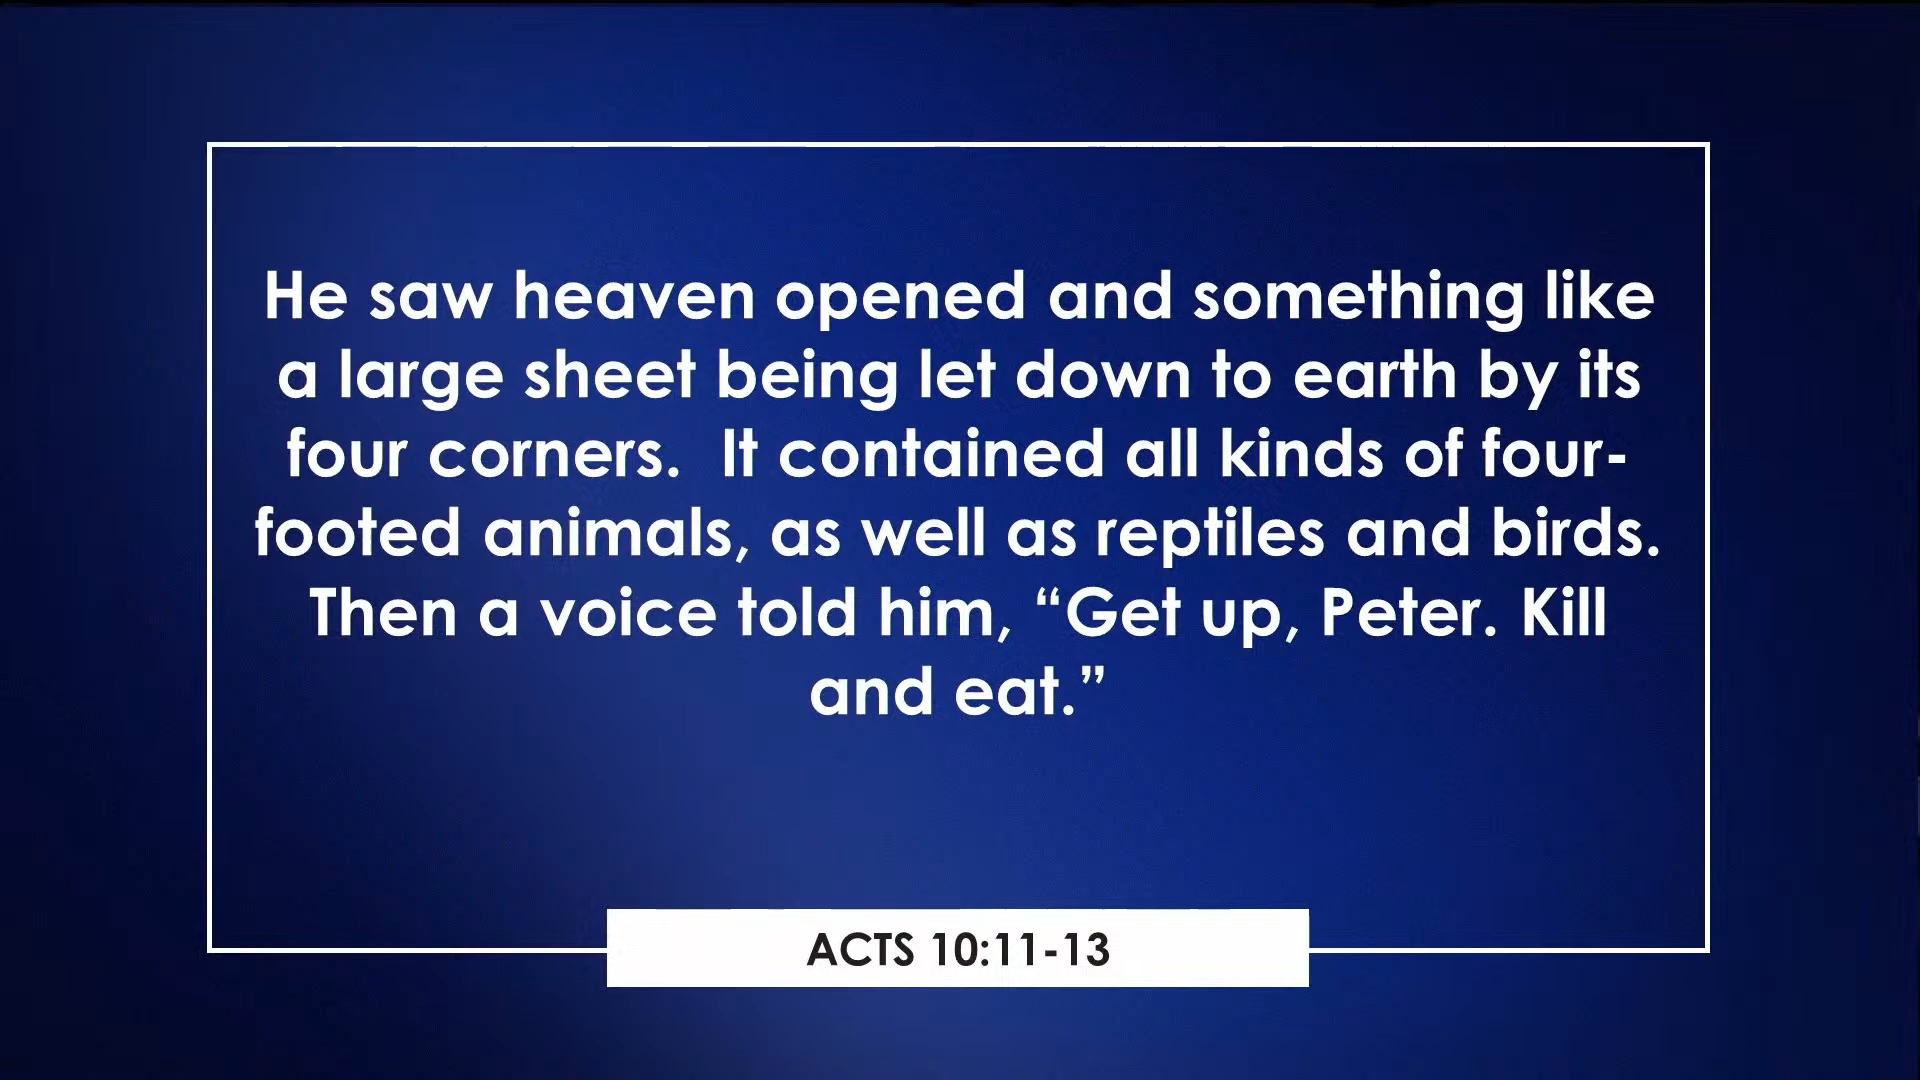 He saw heaven opened and something like
a large sheet being let down to earth by its
four corners.  It contained all kinds of four-
footed animals, as well as reptiles and birds.
Then a voice told him, “Get up, Peter. Kill
and eat.”
ACTS 10:11-13